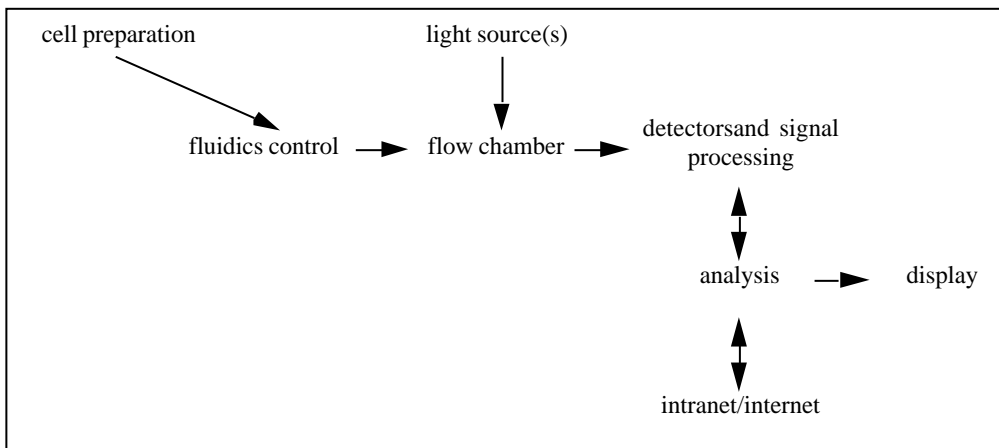 cell preparation
light source(s)
fluidics control
flow chamber
detectorsand signal
processing
analysis
display
intranet/internet